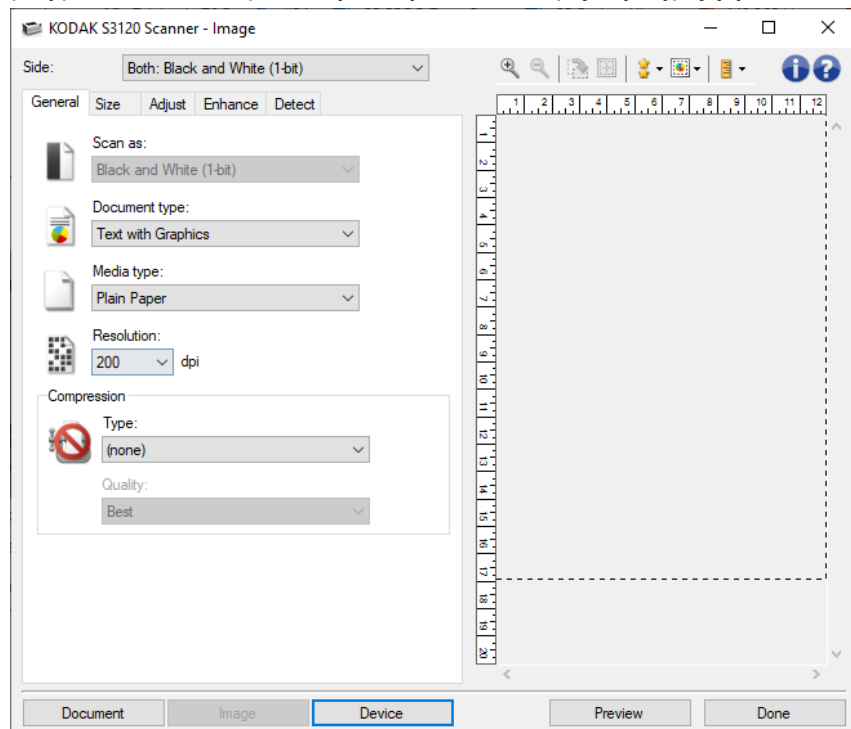 KODAK S3120 Scanner - Image
Side: Both: Black and White (1-bit)
General Size Adjust Enhance Detect
Scan as:
Black and White (1-bit)
Document type:
Text with Graphics
Media type:
Plain Paper
Resolution:
200 dpi
Compression
Type:
(none)
Quality:
Best
1 2 3 4 5 6 7 8 9 10 11 12
1
2
3
4
5
6
7
8
9
10
11
12
13
14
15
16
17
18
19
20
Document Image Device Preview Done